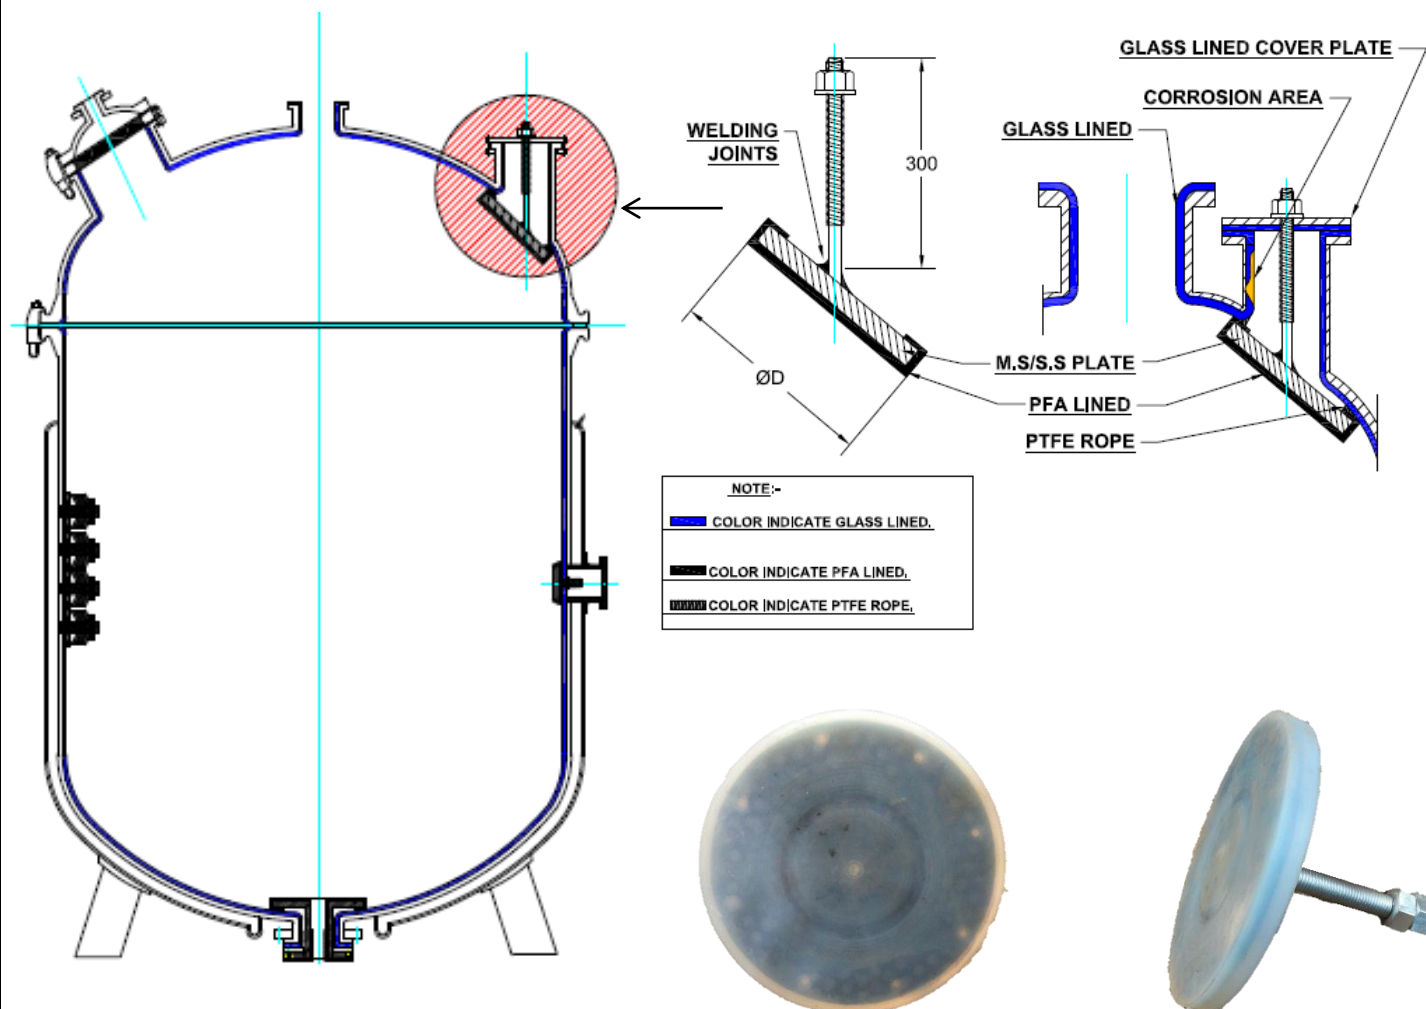 GLASS LINED COVER PLATE
CORROSION AREA
GLASS LINED
WELDING
JOINTS
300
ØD
M.S/S.S PLATE
PFA LINED
PTFE ROPE
NOTE:-
COLOR INDICATE GLASS LINED.
COLOR INDICATE PFA LINED.
COLOR INDICATE PTFE ROPE.